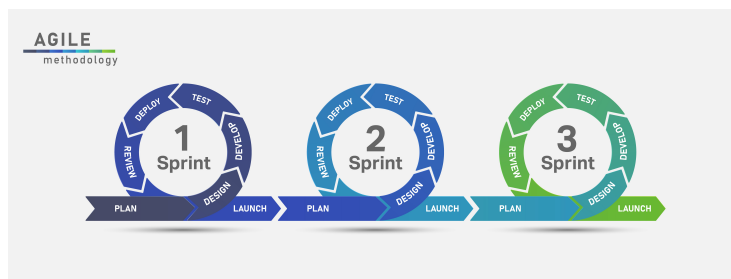 AGILE
methodology
1
Sprint
PLAN
DESIGN
DEVELOP
TEST
DEPLOY
REVIEW
LAUNCH
2
Sprint
PLAN
DESIGN
DEVELOP
TEST
DEPLOY
REVIEW
LAUNCH
3
Sprint
PLAN
DESIGN
DEVELOP
TEST
DEPLOY
REVIEW
LAUNCH